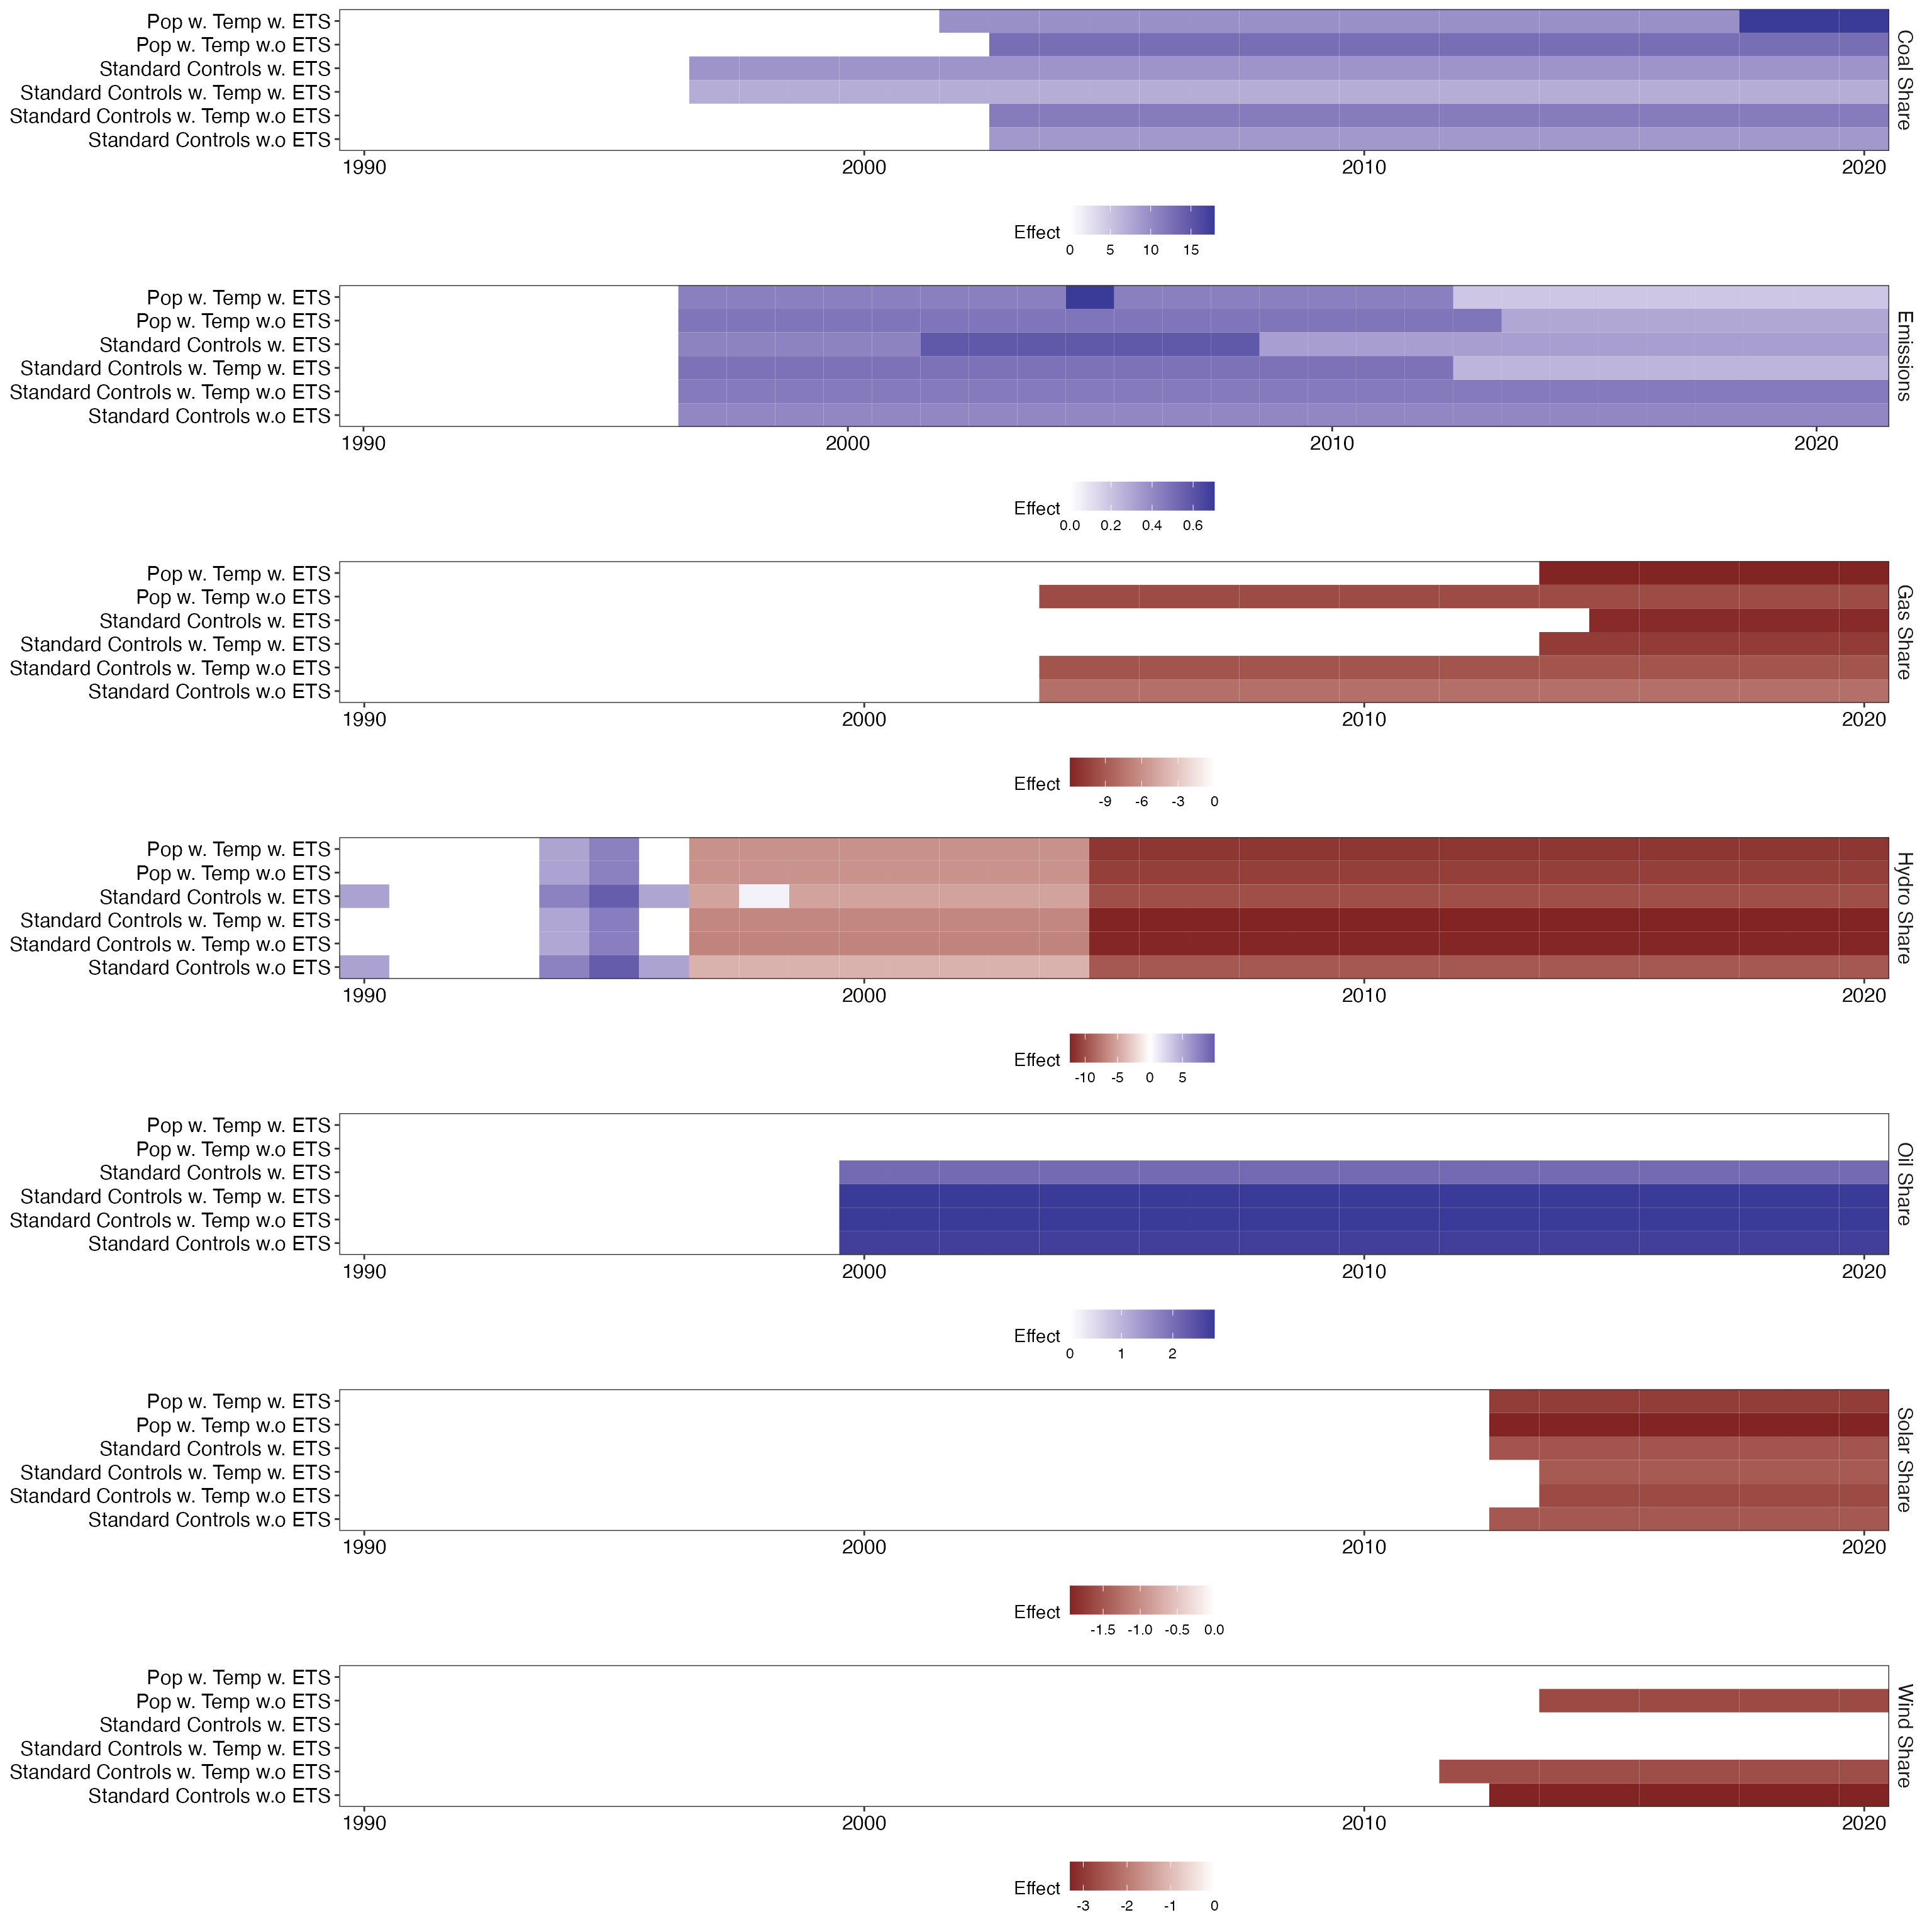 Pop w. Temp w. ETS
Pop w. Temp w.o ETS
Standard Controls w. ETS
Standard Controls w. Temp w. ETS
Standard Controls w. Temp w.o ETS
Standard Controls w.o ETS
Coal Share
1990 2000 2010 2020
Effect
0 5 10 15
Pop w. Temp w. ETS
Pop w. Temp w.o ETS
Standard Controls w. ETS
Standard Controls w. Temp w. ETS
Standard Controls w. Temp w.o ETS
Standard Controls w.o ETS
Emissions
1990 2000 2010 2020
Effect
0.0 0.2 0.4 0.6
Pop w. Temp w. ETS
Pop w. Temp w.o ETS
Standard Controls w. ETS
Standard Controls w. Temp w. ETS
Standard Controls w. Temp w.o ETS
Standard Controls w.o ETS
Gas Share
1990 2000 2010 2020
Effect
-9 -6 -3 0
Pop w. Temp w. ETS
Pop w. Temp w.o ETS
Standard Controls w. ETS
Standard Controls w. Temp w. ETS
Standard Controls w. Temp w.o ETS
Standard Controls w.o ETS
Hydro Share
1990 2000 2010 2020
Effect
-10 -5 0 5
Pop w. Temp w. ETS
Pop w. Temp w.o ETS
Standard Controls w. ETS
Standard Controls w. Temp w. ETS
Standard Controls w. Temp w.o ETS
Standard Controls w.o ETS
Oil Share
1990 2000 2010 2020
Effect
0 1 2
Pop w. Temp w. ETS
Pop w. Temp w.o ETS
Standard Controls w. ETS
Standard Controls w. Temp w. ETS
Standard Controls w. Temp w.o ETS
Standard Controls w.o ETS
Solar Share
1990 2000 2010 2020
Effect
-1.5 -1.0 -0.5 0.0
Pop w. Temp w. ETS
Pop w. Temp w.o ETS
Standard Controls w. ETS
Standard Controls w. Temp w. ETS
Standard Controls w. Temp w.o ETS
Standard Controls w.o ETS
Wind Share
1990 2000 2010 2020
Effect
-3 -2 -1 0